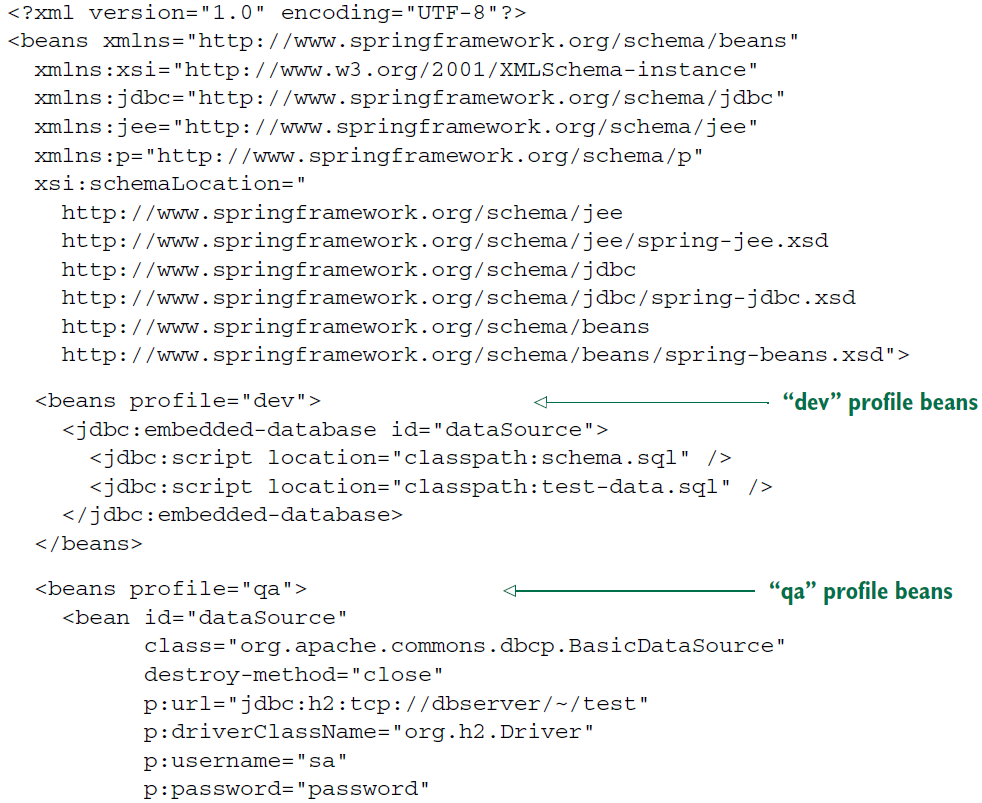 <?xml version="1.0" encoding="UTF-8"?>
<beans xmlns="http://www.springframework.org/schema/beans"
  xmlns:xsi="http://www.w3.org/2001/XMLSchema-instance"
  xmlns:jdbc="http://www.springframework.org/schema/jdbc"
  xmlns:jee="http://www.springframework.org/schema/jee"
  xmlns:p="http://www.springframework.org/schema/p"
  xsi:schemaLocation="
    http://www.springframework.org/schema/jee
    http://www.springframework.org/schema/jee/spring-jee.xsd
    http://www.springframework.org/schema/jdbc
    http://www.springframework.org/schema/jdbc/spring-jdbc.xsd
    http://www.springframework.org/schema/beans
    http://www.springframework.org/schema/beans/spring-beans.xsd">
  <beans profile="dev">
“dev” profile beans
    <jdbc:embedded-database id="dataSource">
      <jdbc:script location="classpath:schema.sql" />
      <jdbc:script location="classpath:test-data.sql" />
    </jdbc:embedded-database>
  </beans>
  <beans profile="qa">
“qa” profile beans
    <bean id="dataSource"
          class="org.apache.commons.dbcp.BasicDataSource"
          destroy-method="close"
          p:url="jdbc:h2:tcp://dbserver/~/test"
          p:driverClassName="org.h2.Driver"
          p:username="sa"
          p:password="password"